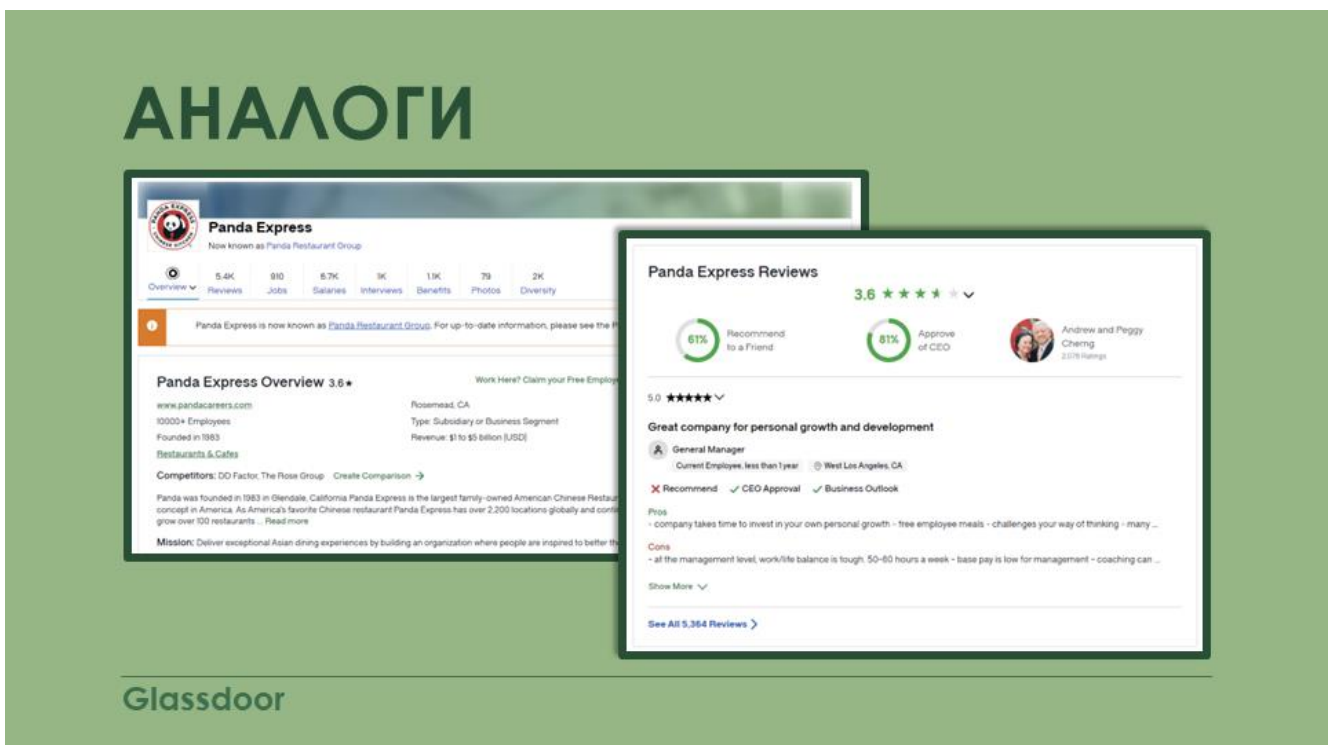 АНАЛОГИ
PANDA EXPRESS
CHINESE KITCHEN
Panda Express
Now known as Panda Restaurant Group
Overview
5.4K Reviews
910 Jobs
6.7K Salaries
1K Interviews
1.1K Benefits
79 Photos
2K Diversity
Panda Express is now known as Panda Restaurant Group. For up-to-date information, please see the
Panda Express Overview 3.6★
Work Here? Claim your Free
www.pandacareers.com
Rosemead, CA
10000+ Employees
Type: Subsidiary or Business Segment
Founded in 1983
Revenue: $1 to $5 billion (USD)
Restaurants & Cafes
Competitors: DD Factor, The Rose Group Create Comparison →
Panda was founded in 1983 in Glendale, California Panda Express is the largest family-owned American Chinese
concept in America. As America's favorite Chinese restaurant Panda Express has over 2,200 locations globally and
grow over 100 restaurants ... Read more
Mission: Deliver exceptional Asian dining experiences by building an organization where people are inspired to better
Panda Express Reviews
3.6 ★ ★ ★ ★ ★
61% Recommend
to a Friend
81% Approve
of CEO
Andrew and Peggy
Cherng
2,076 Ratings
5.0 ★★★★★
Great company for personal growth and development
General Manager
Current Employee, less than 1 year West Los Angeles, CA
Recommend CEO Approval Business Outlook
Pros
- company takes time to invest in your own personal growth - free employee meals - challenges your way of thinking - many ...
Cons
- at the management level, work/life balance is tough. 50-60 hours a week - base pay is low for management - coaching can ...
Show More
See All 5,364 Reviews
Glassdoor